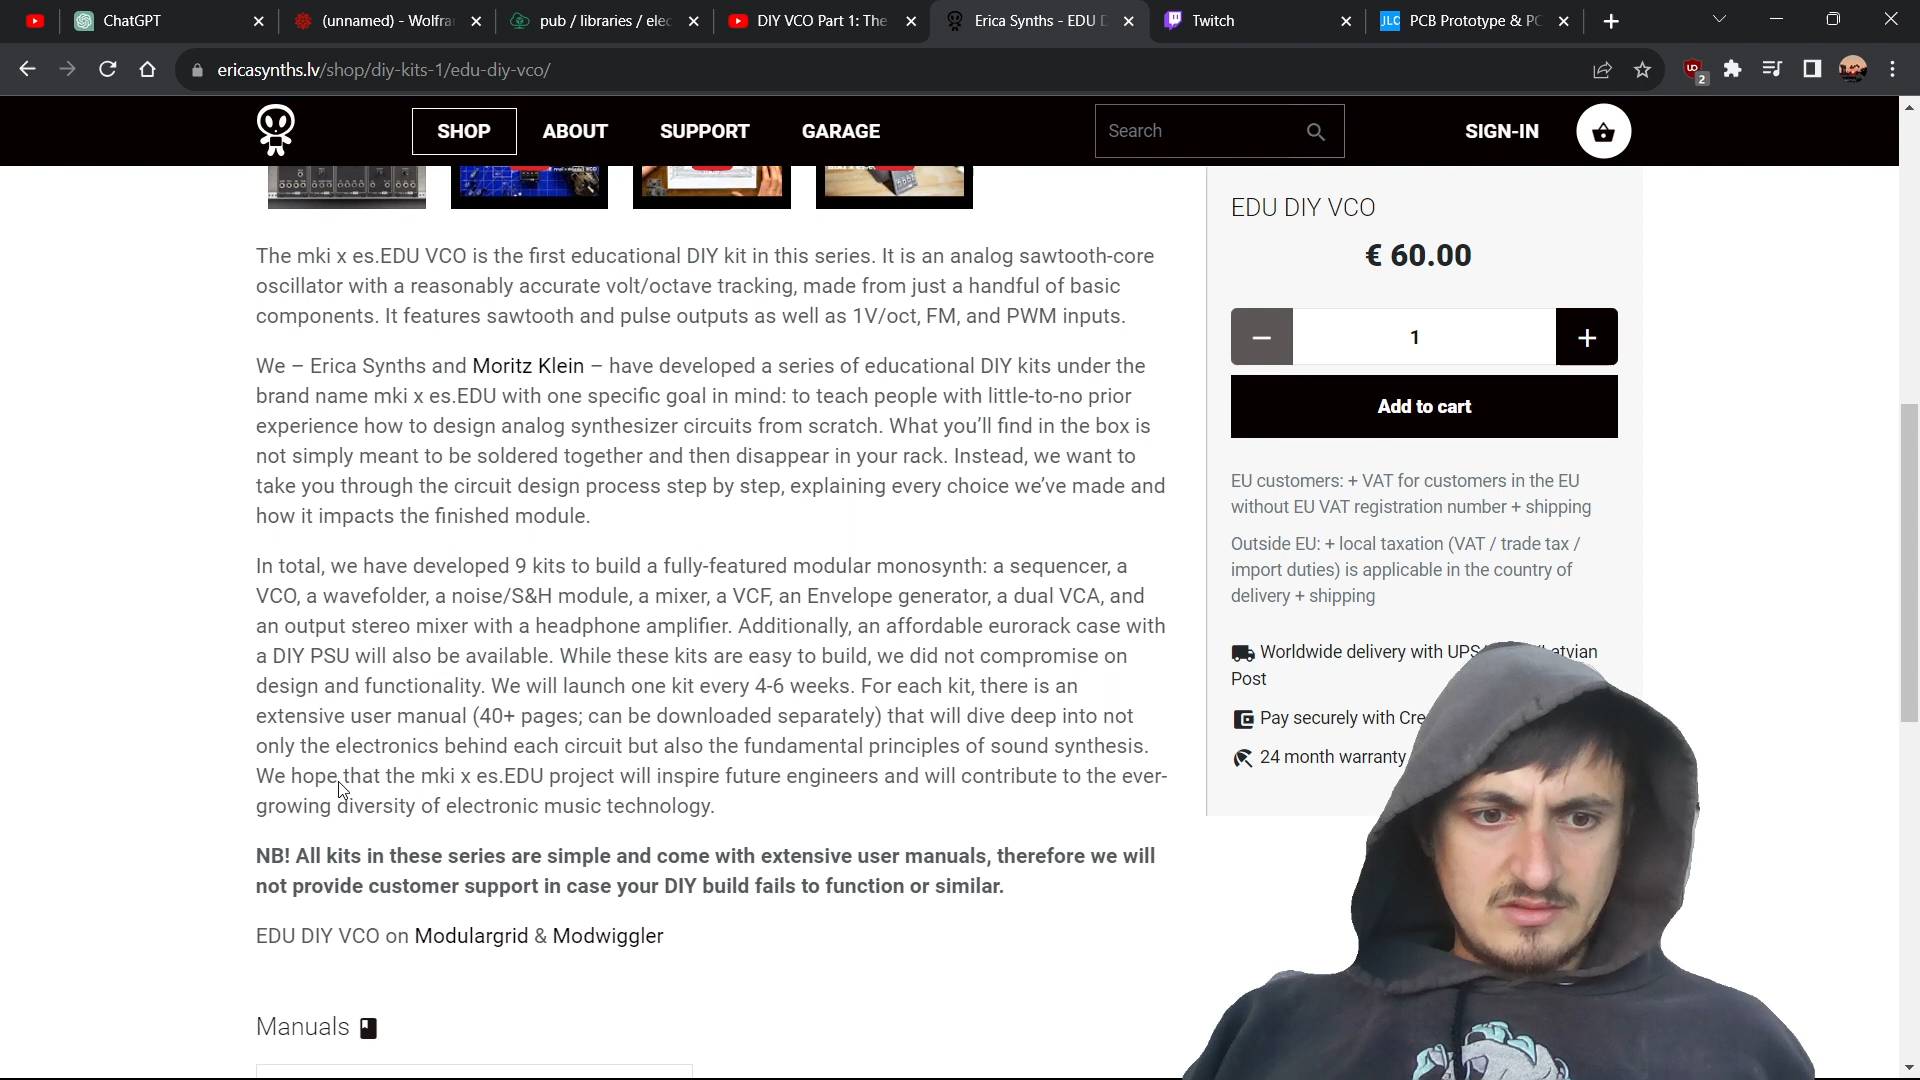 ChatGPT
(unnamed) - Wolfra
pub / libraries / elec
DIY VCO Part 1: The
Erica Synths - EDU D
Twitch
JLC PCB Prototype & PC
ericasynths.lv/shop/diy-kits-1/edu-diy-vco/
2
SHOP ABOUT SUPPORT GARAGE
Search
SIGN-IN
The mki x es.EDU VCO is the first educational DIY kit in this series. It is an analog sawtooth-core
oscillator with a reasonably accurate volt/octave tracking, made from just a handful of basic
components. It features sawtooth and pulse outputs as well as 1V/oct, FM, and PWM inputs.
We – Erica Synths and Moritz Klein – have developed a series of educational DIY kits under the
brand name mki x es.EDU with one specific goal in mind: to teach people with little-to-no prior
experience how to design analog synthesizer circuits from scratch. What you'll find in the box is
not simply meant to be soldered together and then disappear in your rack. Instead, we want to
take you through the circuit design process step by step, explaining every choice we've made and
how it impacts the finished module.
In total, we have developed 9 kits to build a fully-featured modular monosynth: a sequencer, a
VCO, a wavefolder, a noise/S&H module, a mixer, a VCF, an Envelope generator, a dual VCA, and
an output stereo mixer with a headphone amplifier. Additionally, an affordable eurorack case with
a DIY PSU will also be available. While these kits are easy to build, we did not compromise on
design and functionality. We will launch one kit every 4-6 weeks. For each kit, there is an
extensive user manual (40+ pages; can be downloaded separately) that will dive deep into not
only the electronics behind each circuit but also the fundamental principles of sound synthesis.
We hope that the mki x es.EDU project will inspire future engineers and will contribute to the ever-
growing diversity of electronic music technology.
NB! All kits in these series are simple and come with extensive user manuals, therefore we will
not provide customer support in case your DIY build fails to function or similar.
EDU DIY VCO on Modulargrid & Modwiggler
Manuals
EDU DIY VCO
€ 60.00
− 1 +
Add to cart
EU customers: + VAT for customers in the EU
without EU VAT registration number + shipping
Outside EU: + local taxation (VAT / trade tax /
import duties) is applicable in the country of
delivery + shipping
Worldwide delivery with UPS
Post
Pay securely with Cre
24 month warranty